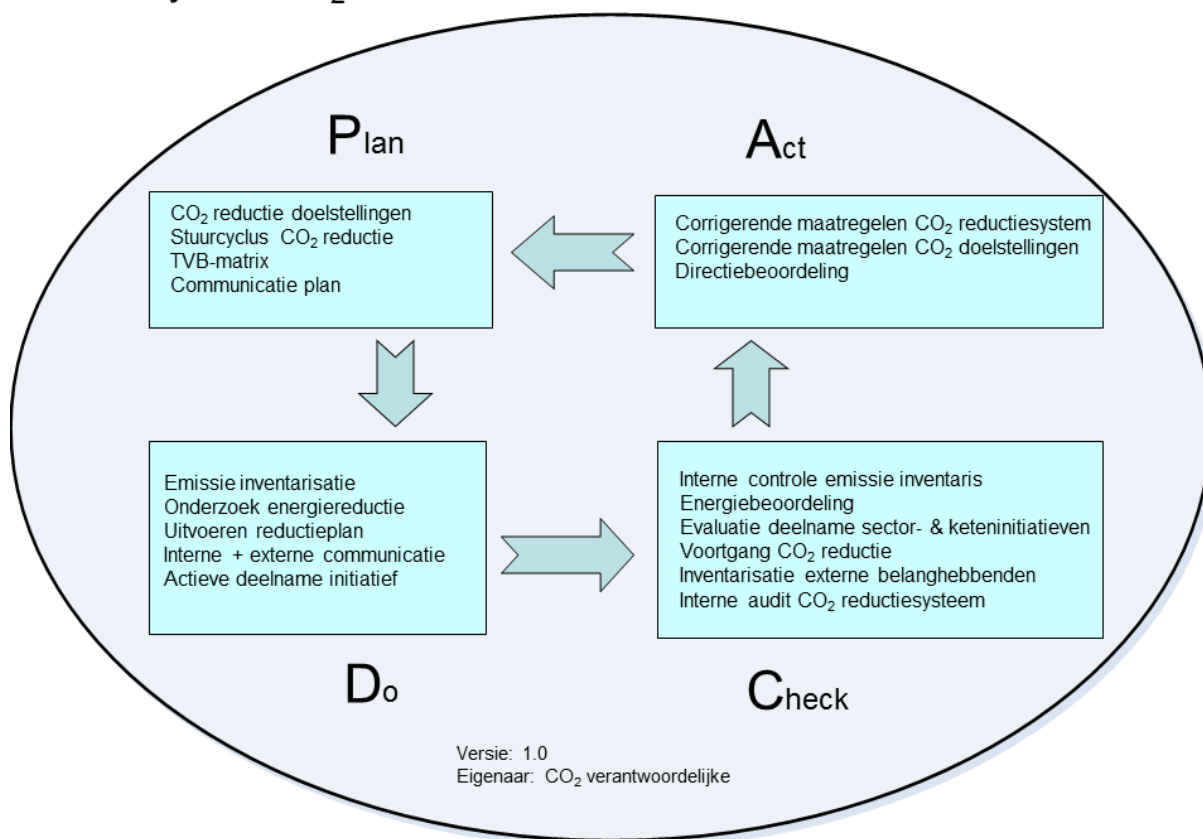 Plan
CO₂ reductie doelstellingen
Stuurcyclus CO₂ reductie
TVB-matrix
Communicatie plan
Act
Corrigerende maatregelen CO₂ reductiesystem
Corrigerende maatregelen CO₂ doelstellingen
Directiebeoordeling
Emissie inventarisatie
Onderzoek energiereductie
Uitvoeren reductieplan
Interne + externe communicatie
Actieve deelname initiatief
Do
Interne controle emissie inventaris
Energiebeoordeling
Evaluatie deelname sector- & keteninitiatieven
Voortgang CO₂ reductie
Inventarisatie externe belanghebbenden
Interne audit CO₂ reductiesysteem
Check
Versie: 1.0
Eigenaar: CO₂ verantwoordelijke